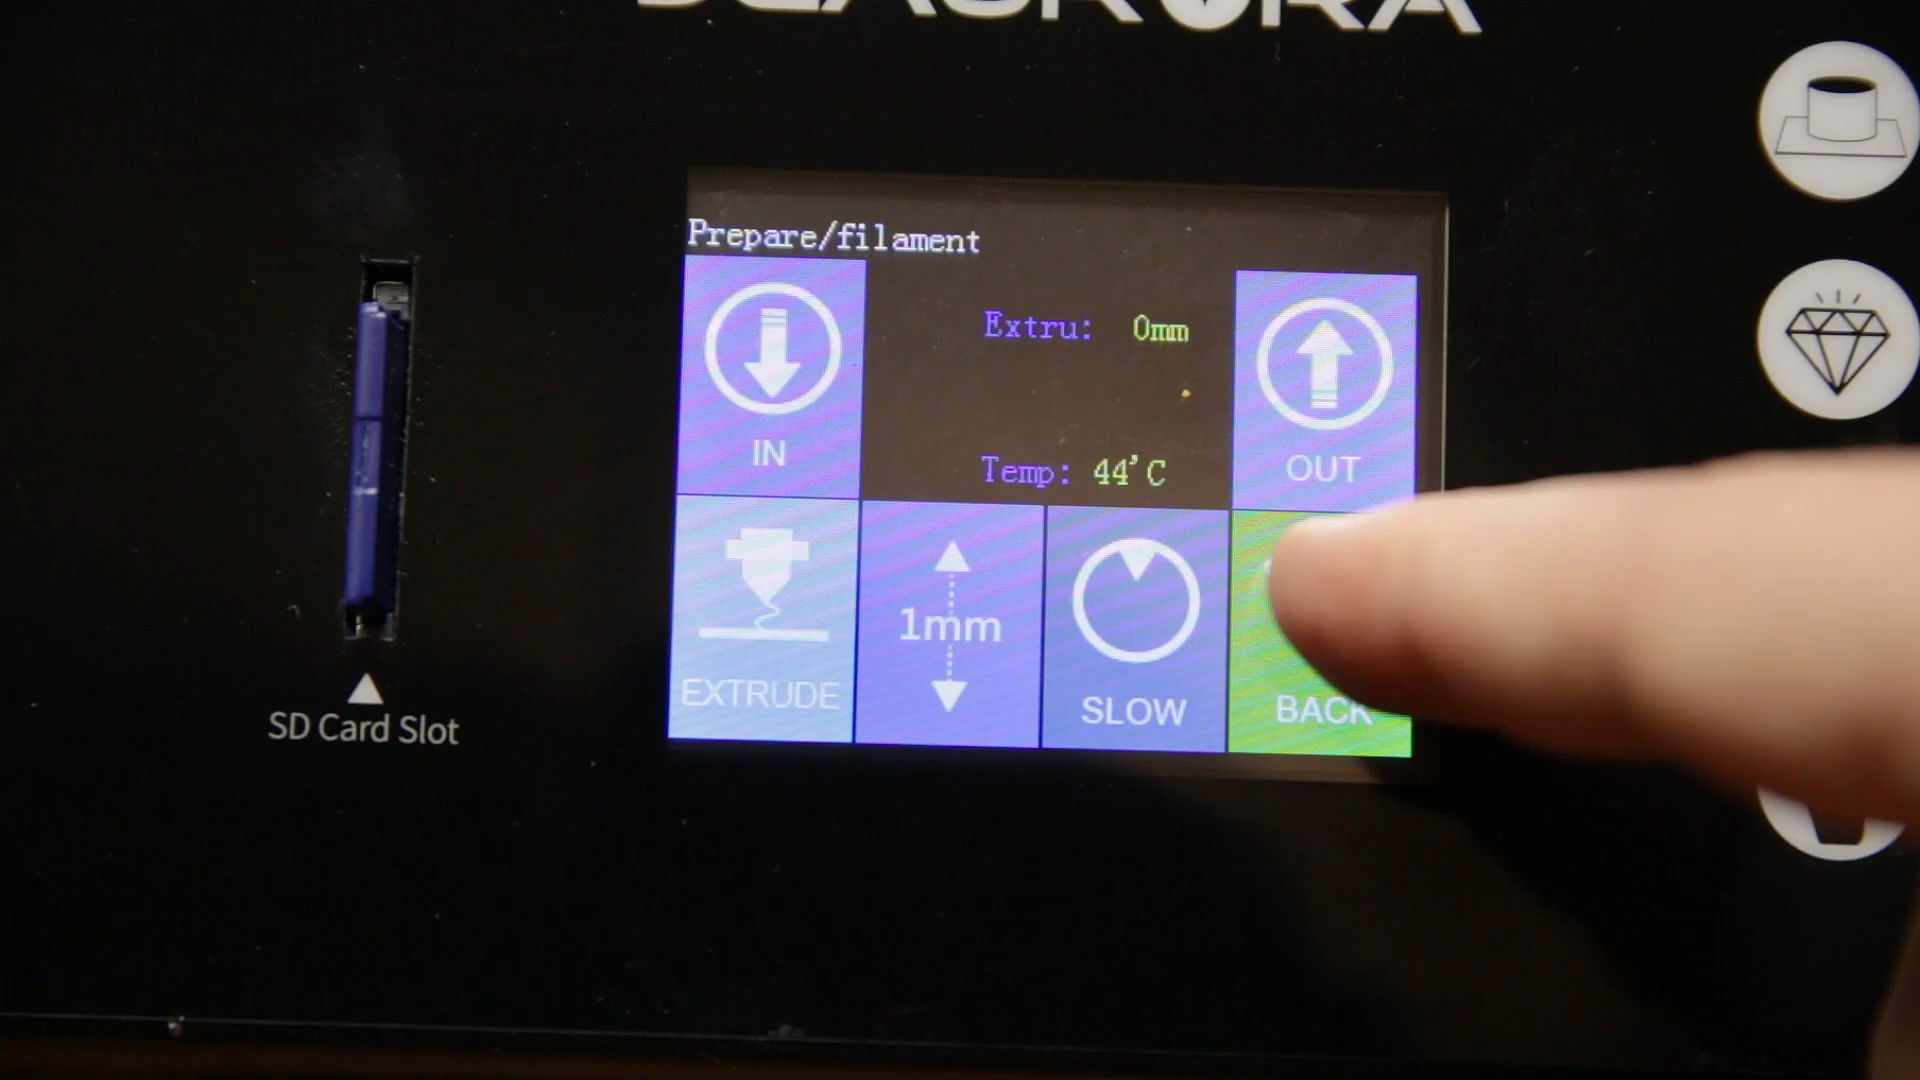 Prepare/filament
IN
Extru: 0mm
Temp: 44'C
OUT
EXTRUDE
1mm
SLOW
BACK
SD Card Slot